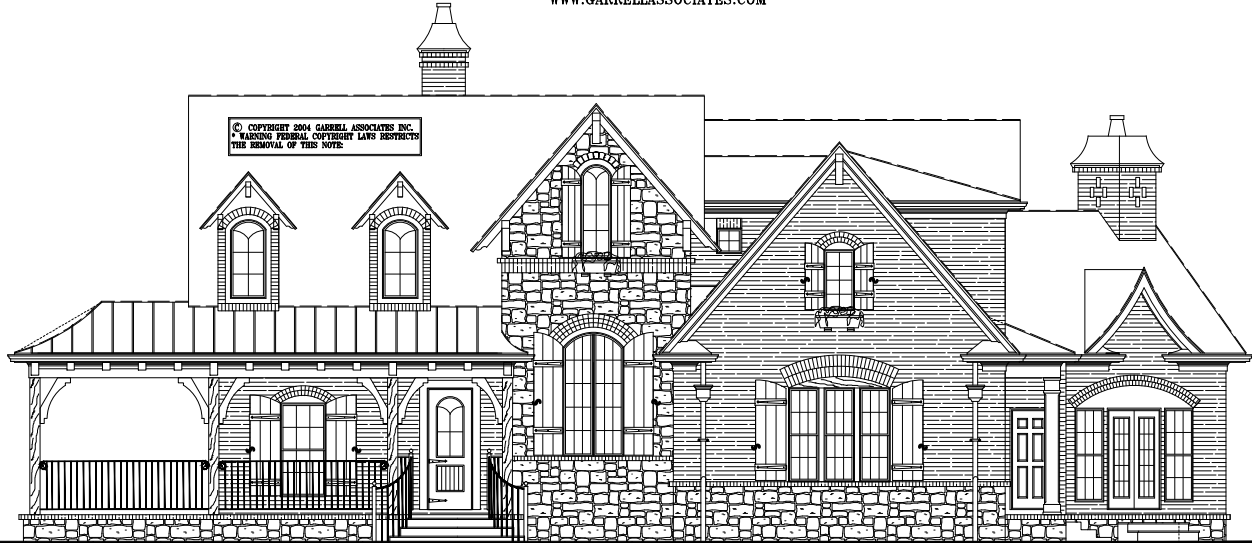 WWW.GARRELLASSOCIATES.COM
© COPYRIGHT 2004 GARRELL ASSOCIATES INC.
* WARNING FEDERAL COPYRIGHT LAWS RESTRICTS
THE REMOVAL OF THIS NOTE: